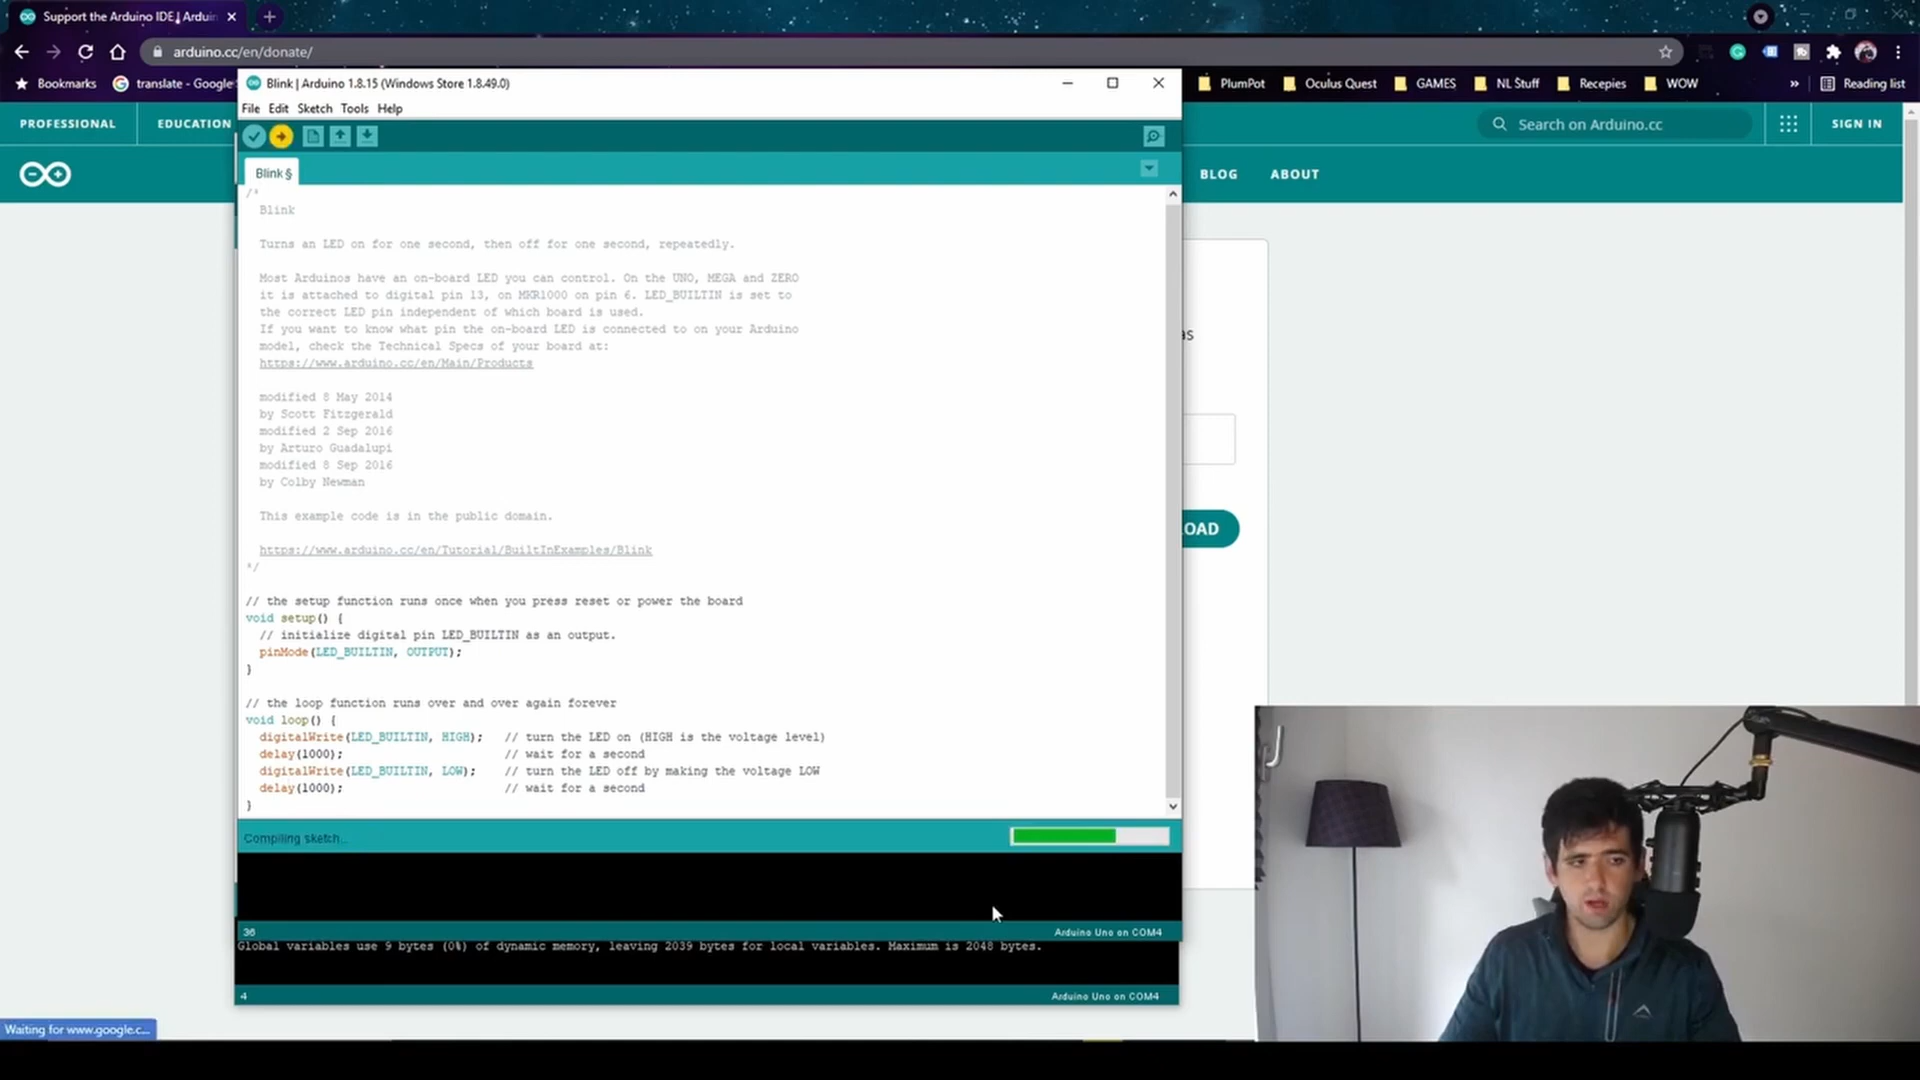 Support the Arduino IDE | Arduin
arduino.cc/en/donate/
Bookmarks
translate - Google
PlumPot
Oculus Quest
GAMES
NL Stuff
Recepies
WOW
»
Reading list
Blink | Arduino 1.8.15 (Windows Store 1.8.49.0)
File Edit Sketch Tools Help
PROFESSIONAL
EDUCATION
Search on Arduino.cc
SIGN IN
BLOG
ABOUT
Blink §
/*
Blink
Turns an LED on for one second, then off for one second, repeatedly.
Most Arduinos have an on-board LED you can control. On the UNO, MEGA and ZERO
it is attached to digital pin 13, on MKR1000 on pin 6. LED_BUILTIN is set to
the correct LED pin independent of which board is used.
If you want to know what pin the on-board LED is connected to on your Arduino
model, check the Technical Specs of your board at:
https://www.arduino.cc/en/Main/Products
modified 8 May 2014
by Scott Fitzgerald
modified 2 Sep 2016
by Arturo Guadalupi
modified 8 Sep 2016
by Colby Newman
This example code is in the public domain.
https://www.arduino.cc/en/Tutorial/BuiltInExamples/Blink
*/
// the setup function runs once when you press reset or power the board
void setup() {
// initialize digital pin LED_BUILTIN as an output.
pinMode(LED_BUILTIN, OUTPUT);
}
// the loop function runs over and over again forever
void loop() {
digitalWrite(LED_BUILTIN, HIGH); // turn the LED on (HIGH is the voltage level)
delay(1000); // wait for a second
digitalWrite(LED_BUILTIN, LOW); // turn the LED off by making the voltage LOW
delay(1000); // wait for a second
}
as
OAD
Compiling sketch...
36
Arduino Uno on COM4
Global variables use 9 bytes (0%) of dynamic memory, leaving 2039 bytes for local variables. Maximum is 2048 bytes.
4
Arduino Uno on COM4
Waiting for www.google.c...